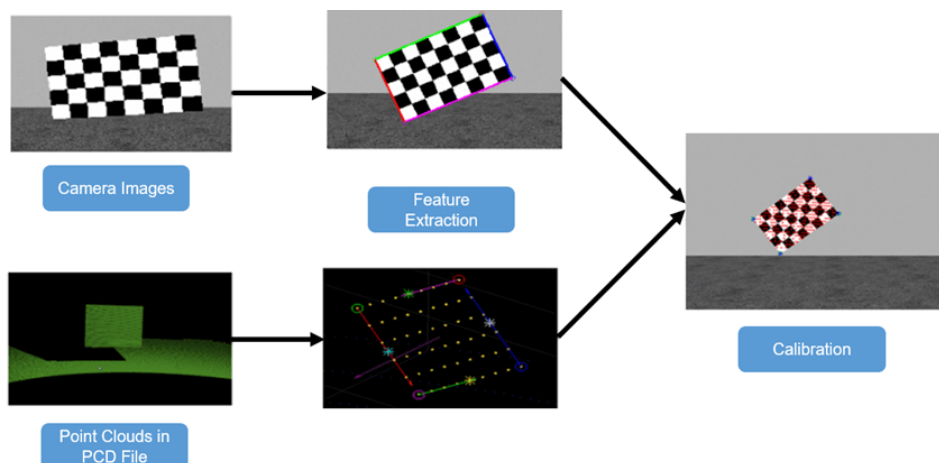 Camera Images
Feature
Extraction
Calibration
Point Clouds in
PCD File